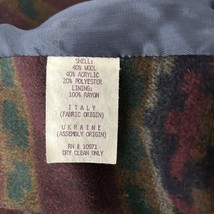 SHELL:
40% WOOL
40% ACRYLIC
20% POLYESTER
LINING:
100% RAYON
ITALY
(FABRIC ORIGIN)
UKRAINE
(ASSEMBLY ORIGIN)
RN # 10971
DRY CLEAN ONLY